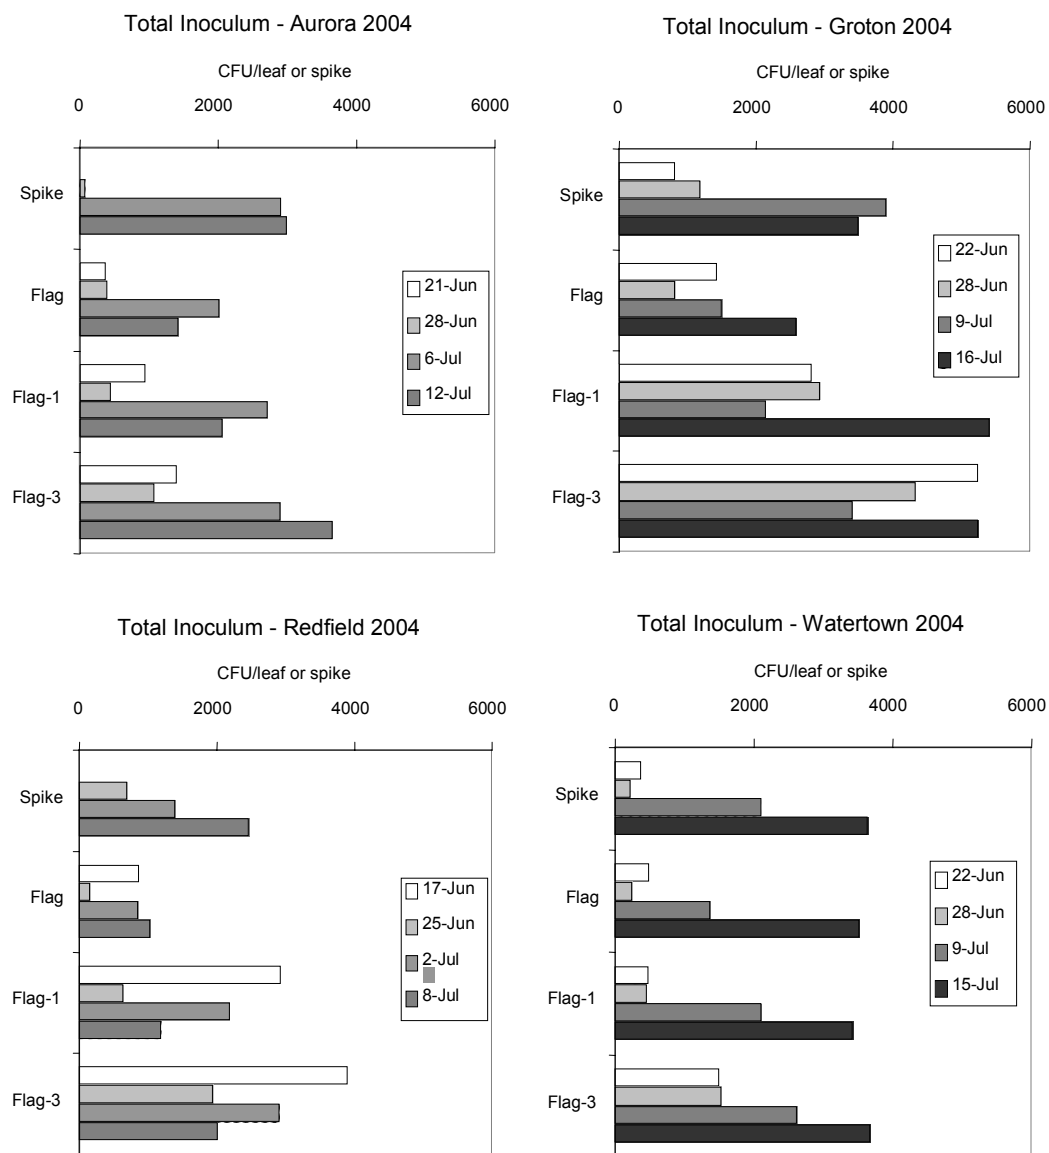 Total Inoculum - Aurora 2004
CFU/leaf or spike
0 2000 4000 6000
Spike
Flag
Flag-1
Flag-3
21-Jun
28-Jun
6-Jul
12-Jul
Total Inoculum - Groton 2004
CFU/leaf or spike
0 2000 4000 6000
Spike
Flag
Flag-1
Flag-3
22-Jun
28-Jun
9-Jul
16-Jul
Total Inoculum - Redfield 2004
CFU/leaf or spike
0 2000 4000 6000
Spike
Flag
Flag-1
Flag-3
17-Jun
25-Jun
2-Jul
8-Jul
Total Inoculum - Watertown 2004
CFU/leaf or spike
0 2000 4000 6000
Spike
Flag
Flag-1
Flag-3
22-Jun
28-Jun
9-Jul
15-Jul